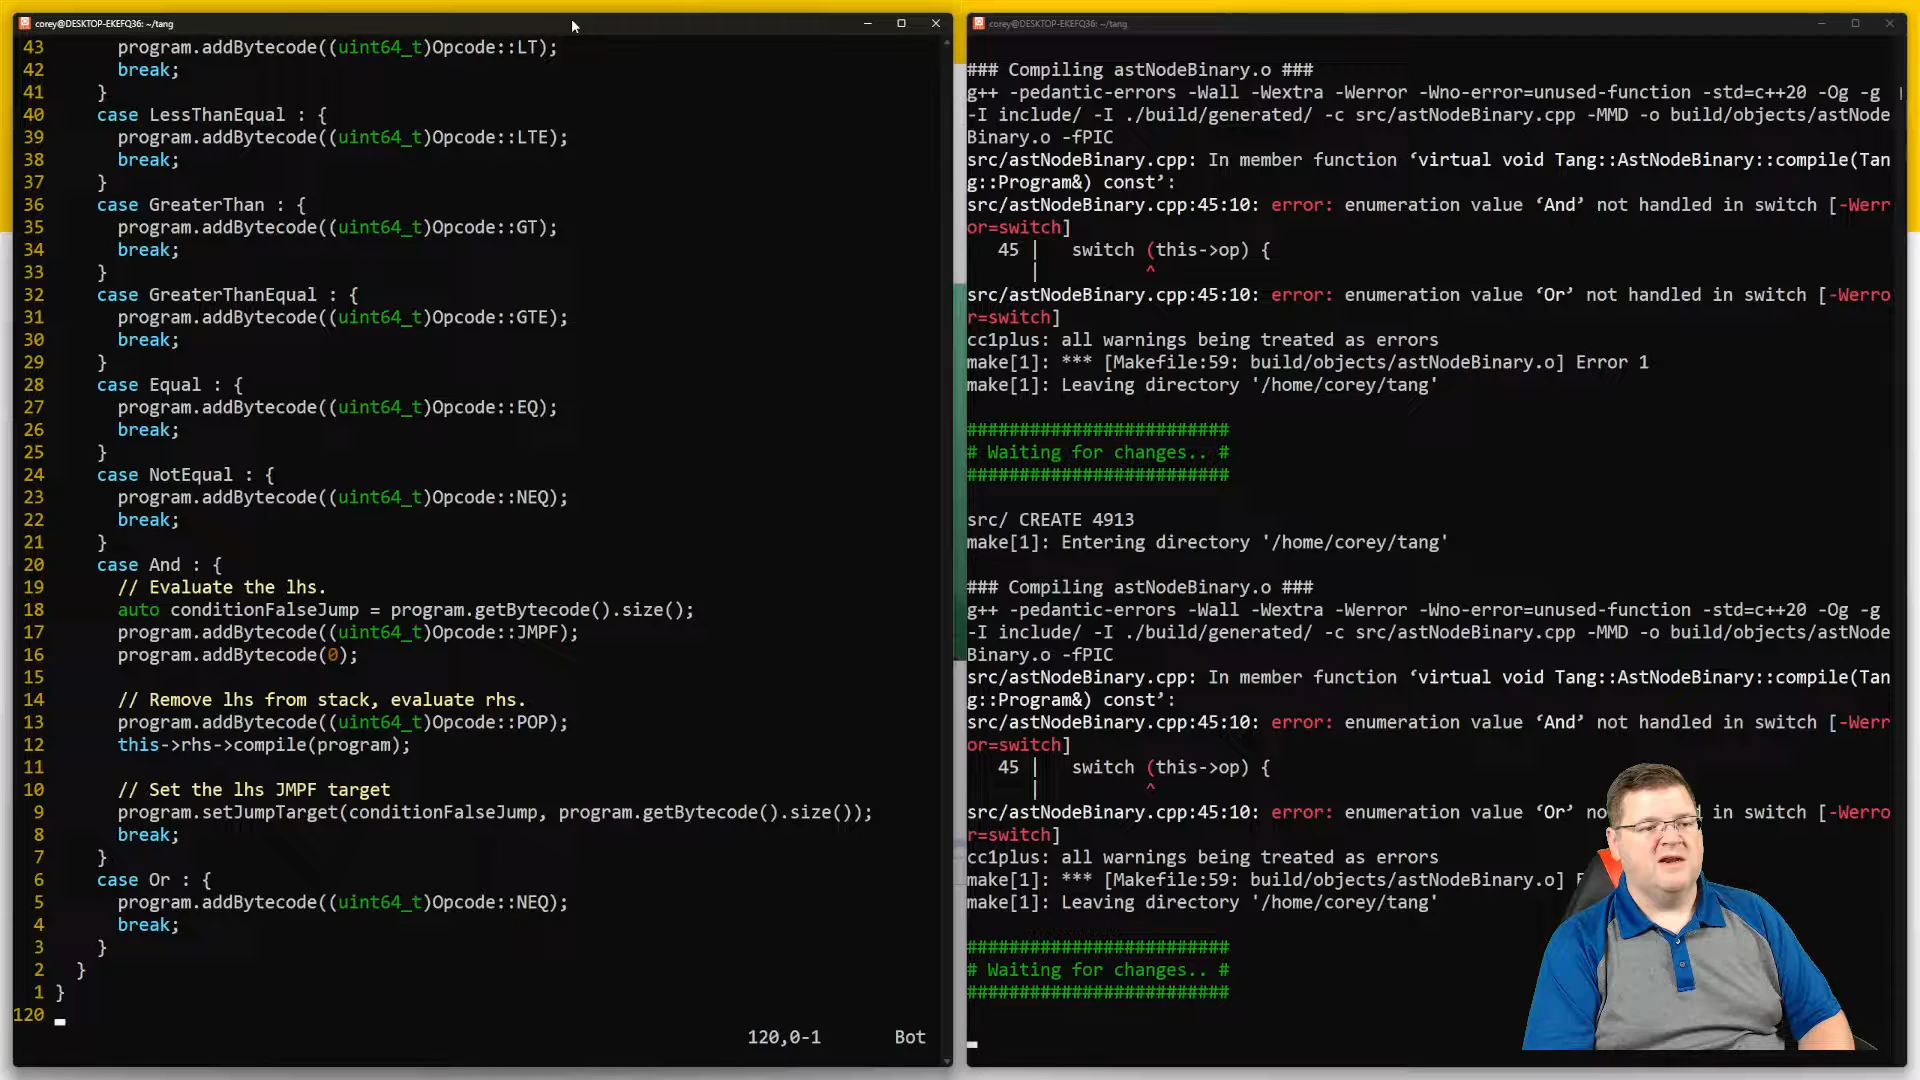 corey@DESKTOP-EKEFQ36: ~/tang
43 program.addBytecode((uint64_t)Opcode::LT);
42 break;
41 }
40 case LessThanEqual : {
39 program.addBytecode((uint64_t)Opcode::LTE);
38 break;
37 }
36 case GreaterThan : {
35 program.addBytecode((uint64_t)Opcode::GT);
34 break;
33 }
32 case GreaterThanEqual : {
31 program.addBytecode((uint64_t)Opcode::GTE);
30 break;
29 }
28 case Equal : {
27 program.addBytecode((uint64_t)Opcode::EQ);
26 break;
25 }
24 case NotEqual : {
23 program.addBytecode((uint64_t)Opcode::NEQ);
22 break;
21 }
20 case And : {
19 // Evaluate the lhs.
18 auto conditionFalseJump = program.getBytecode().size();
17 program.addBytecode((uint64_t)Opcode::JMPF);
16 program.addBytecode(0);
15
14 // Remove lhs from stack, evaluate rhs.
13 program.addBytecode((uint64_t)Opcode::POP);
12 this->rhs->compile(program);
11
10 // Set the lhs JMPF target
9 program.setJumpTarget(conditionFalseJump, program.getBytecode().size());
8 break;
7 }
6 case Or : {
5 program.addBytecode((uint64_t)Opcode::NEQ);
4 break;
3 }
2 }
1 }
120
120,0-1 Bot
corey@DESKTOP-EKEFQ36: ~/tang
### Compiling astNodeBinary.o ###
g++ -pedantic-errors -Wall -Wextra -Werror -Wno-error=unused-function -std=c++20 -Og -g
-I include/ -I ./build/generated/ -c src/astNodeBinary.cpp -MMD -o build/objects/astNode
Binary.o -fPIC
src/astNodeBinary.cpp: In member function ‘virtual void Tang::AstNodeBinary::compile(Tan
g::Program&) const’:
src/astNodeBinary.cpp:45:10: error: enumeration value ‘And’ not handled in switch [-Werr
or=switch]
45 | switch (this->op) {
| ^
src/astNodeBinary.cpp:45:10: error: enumeration value ‘Or’ not handled in switch [-Werro
r=switch]
cc1plus: all warnings being treated as errors
make[1]: *** [Makefile:59: build/objects/astNodeBinary.o] Error 1
make[1]: Leaving directory '/home/corey/tang'
#########################
# Waiting for changes.. #
#########################
src/ CREATE 4913
make[1]: Entering directory '/home/corey/tang'
### Compiling astNodeBinary.o ###
g++ -pedantic-errors -Wall -Wextra -Werror -Wno-error=unused-function -std=c++20 -Og -g
-I include/ -I ./build/generated/ -c src/astNodeBinary.cpp -MMD -o build/objects/astNode
Binary.o -fPIC
src/astNodeBinary.cpp: In member function ‘virtual void Tang::AstNodeBinary::compile(Tan
g::Program&) const’:
src/astNodeBinary.cpp:45:10: error: enumeration value ‘And’ not handled in switch [-Werr
or=switch]
45 | switch (this->op) {
| ^
src/astNodeBinary.cpp:45:10: error: enumeration value ‘Or’ in switch [-Werro
r=switch]
cc1plus: all warnings being treated as errors
make[1]: *** [Makefile:59: build/objects/astNodeBinary.o]
make[1]: Leaving directory '/home/corey/tang'
#########################
# Waiting for changes.. #
#########################